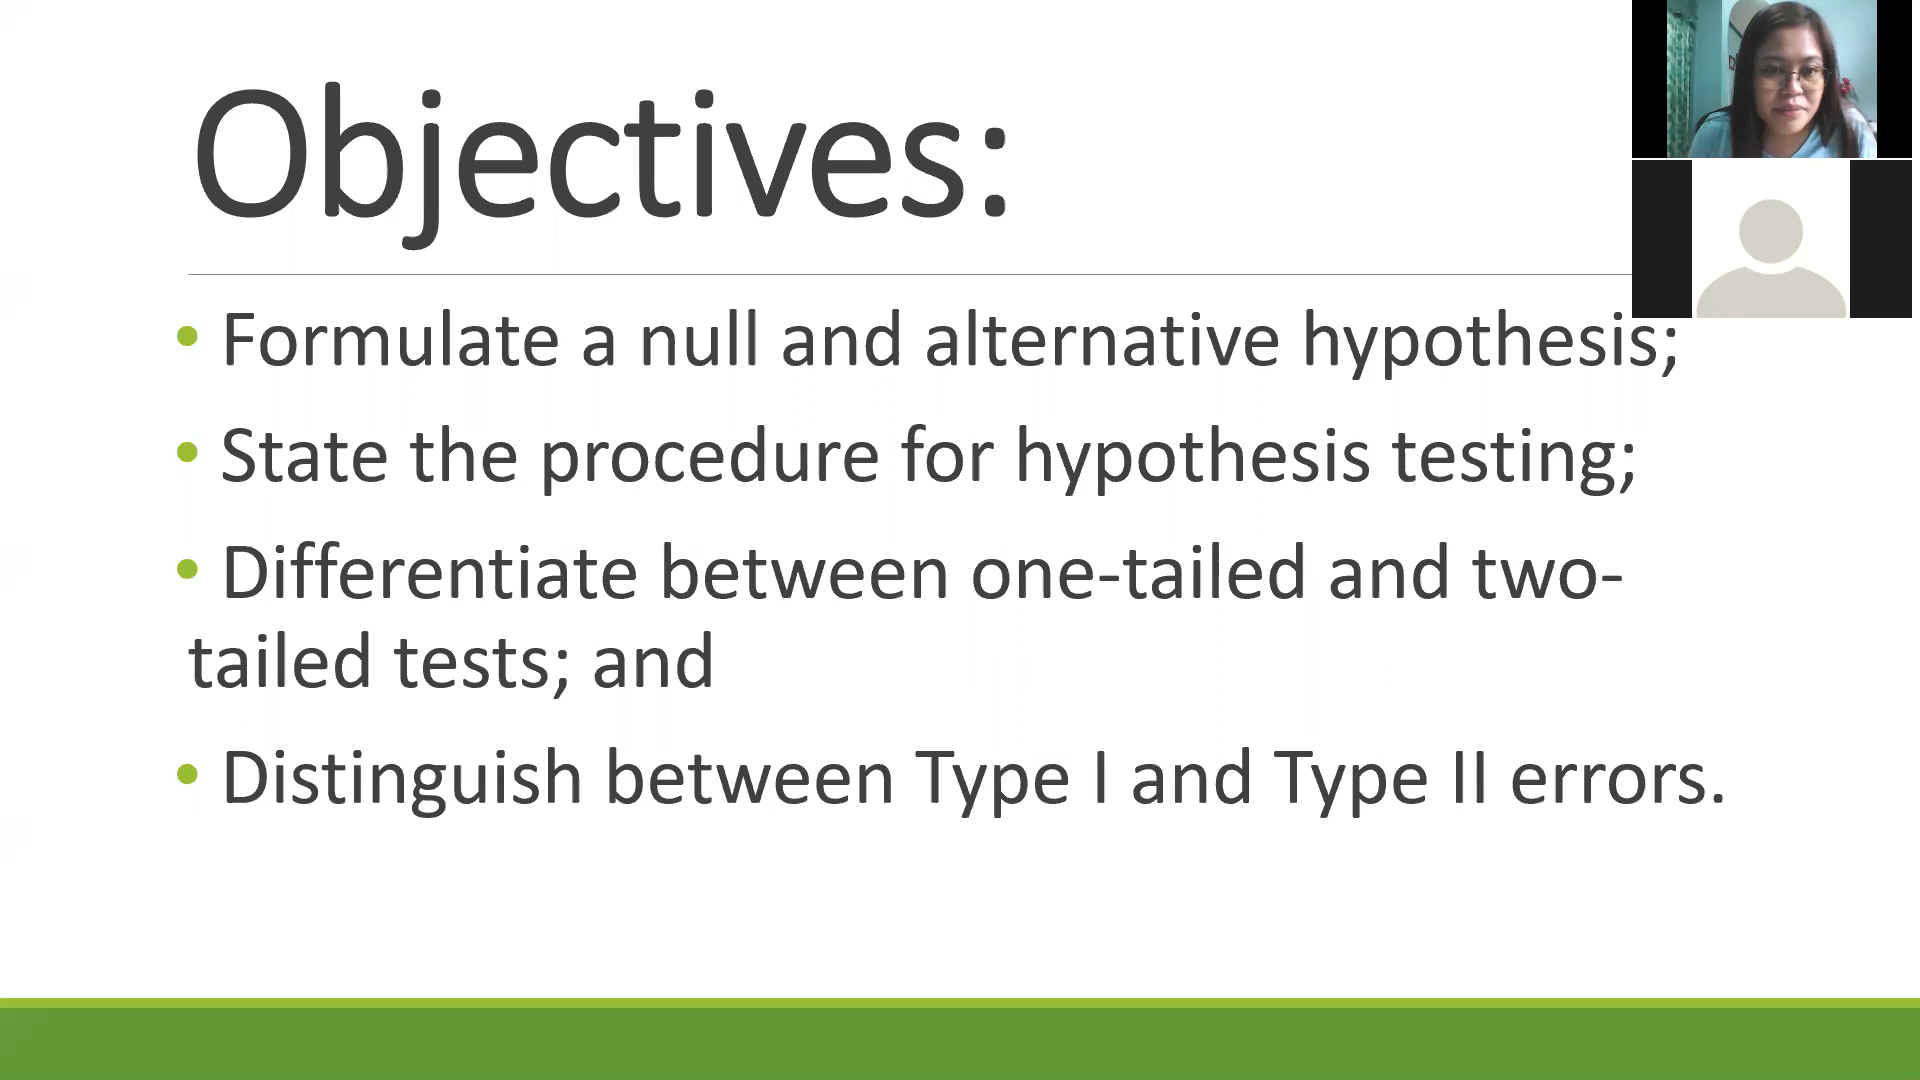 Objectives:
• Formulate a null and alternative hypothesis;
• State the procedure for hypothesis testing;
• Differentiate between one-tailed and two-
tailed tests; and
• Distinguish between Type I and Type II errors.